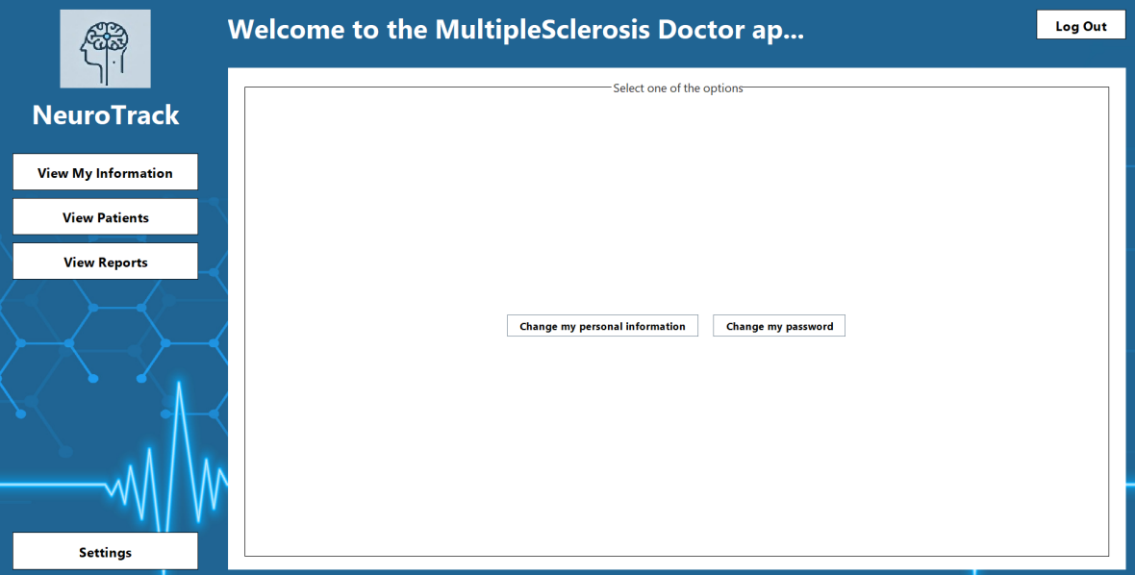 Welcome to the MultipleSclerosis Doctor ap...
Log Out
NeuroTrack
View My Information
View Patients
View Reports
Settings
Select one of the options
Change my personal information
Change my password